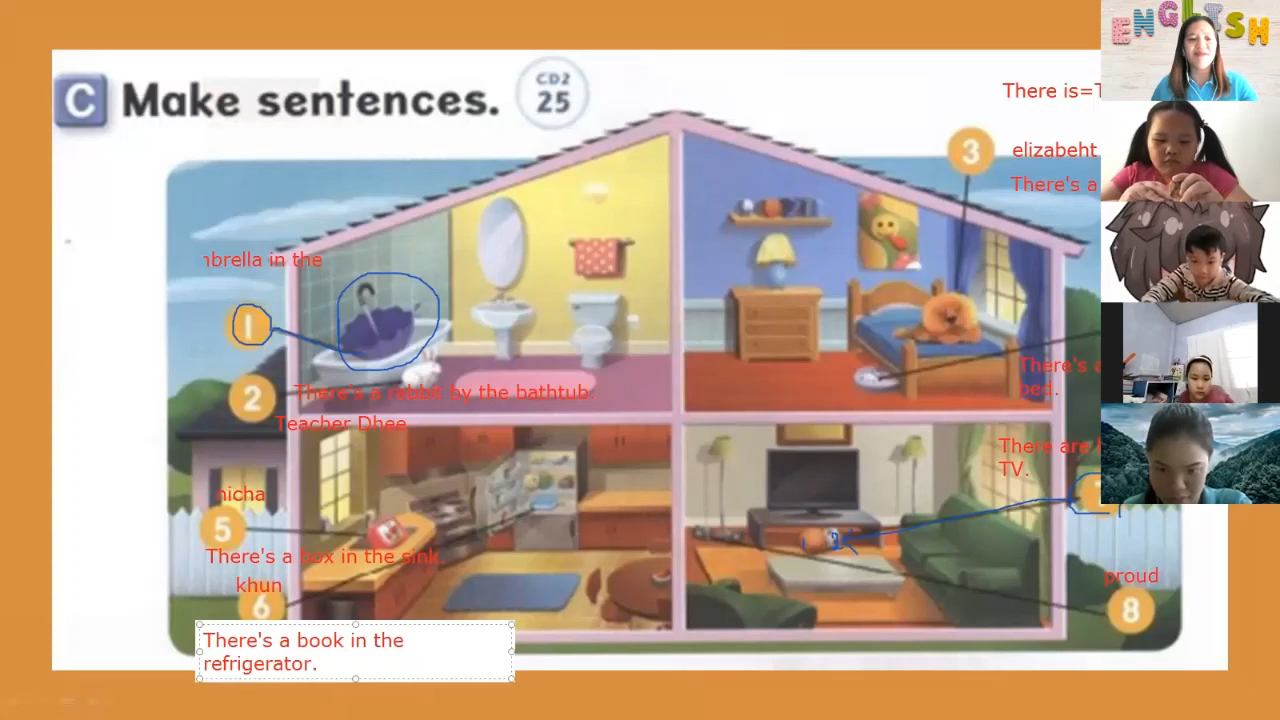 ENGLISH
C Make sentences. CD2 25
There is=
3 elizabeht
There's a
in the
1
There's a
bed.
2 There's a rabbit by the bathtub.
Teacher Dhee
There are
TV.
nicha
5
There's a box in the sink.
khun
proud
6
8
There's a book in the
refrigerator.